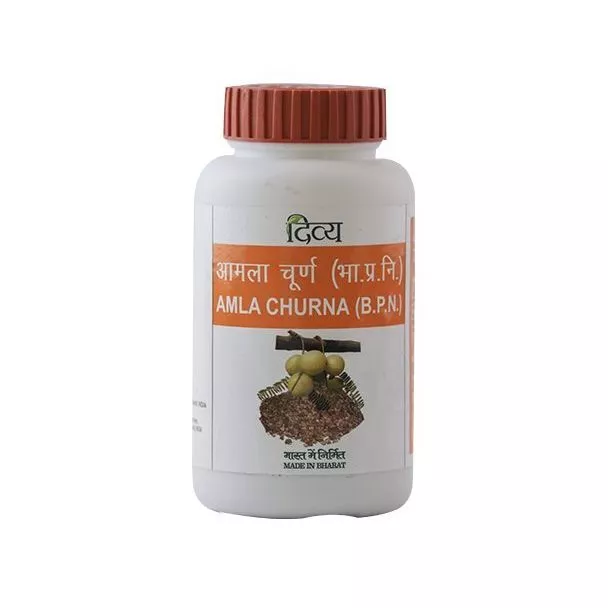 दिव्य
आमला चूर्ण (भा.प्र.नि.)
AMLA CHURNA (B.P.N.)
भारत में निर्मित
MADE IN BHARAT